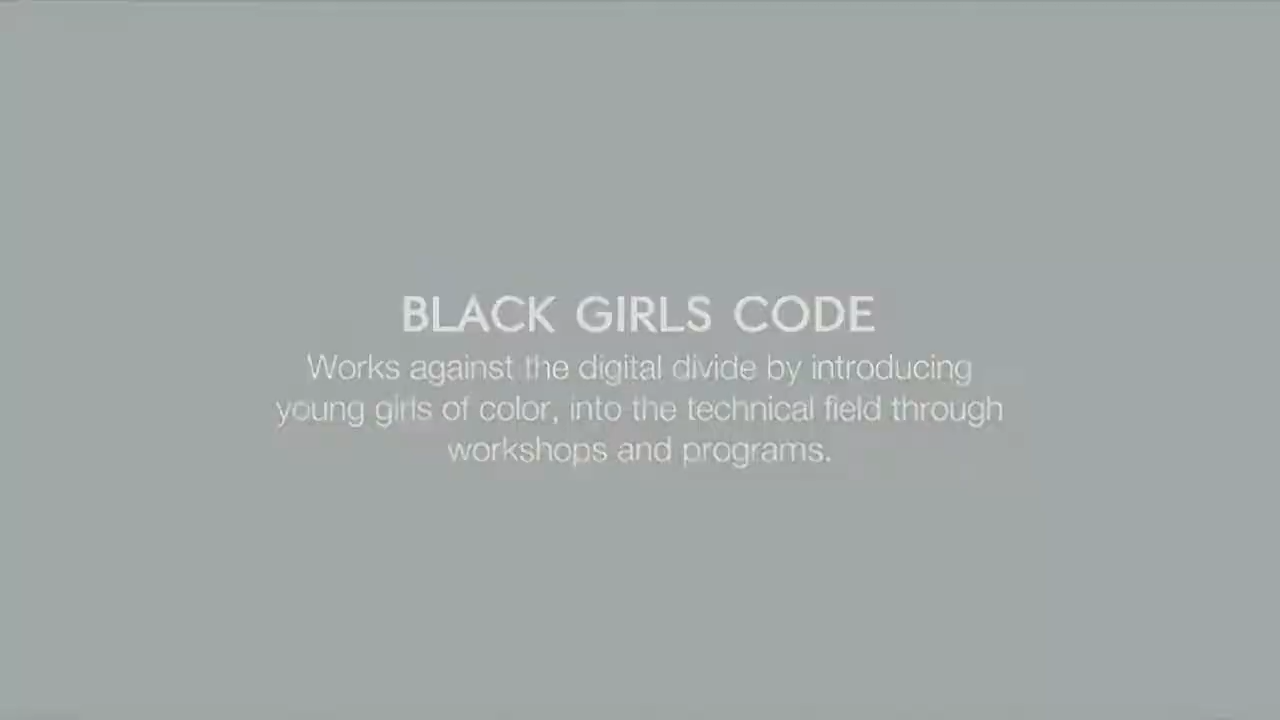 BLACK GIRLS CODE
Works against the digital divide by introducing
young girls of color, into the technical field through
workshops and programs.